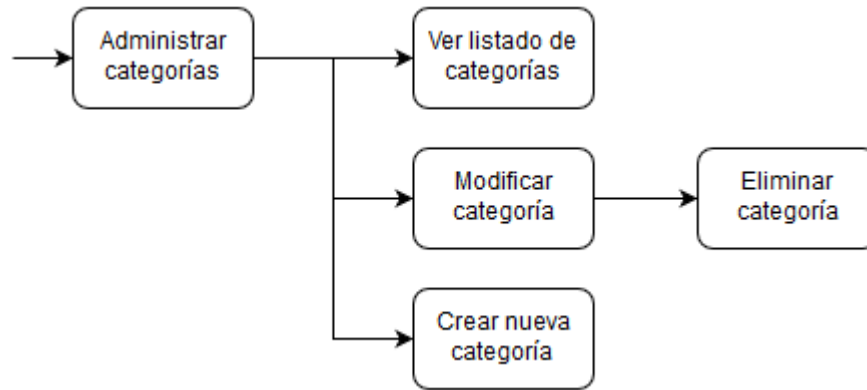 Administrar
categorías
Ver listado de
categorías
Modificar
categoría
Eliminar
categoría
Crear nueva
categoría